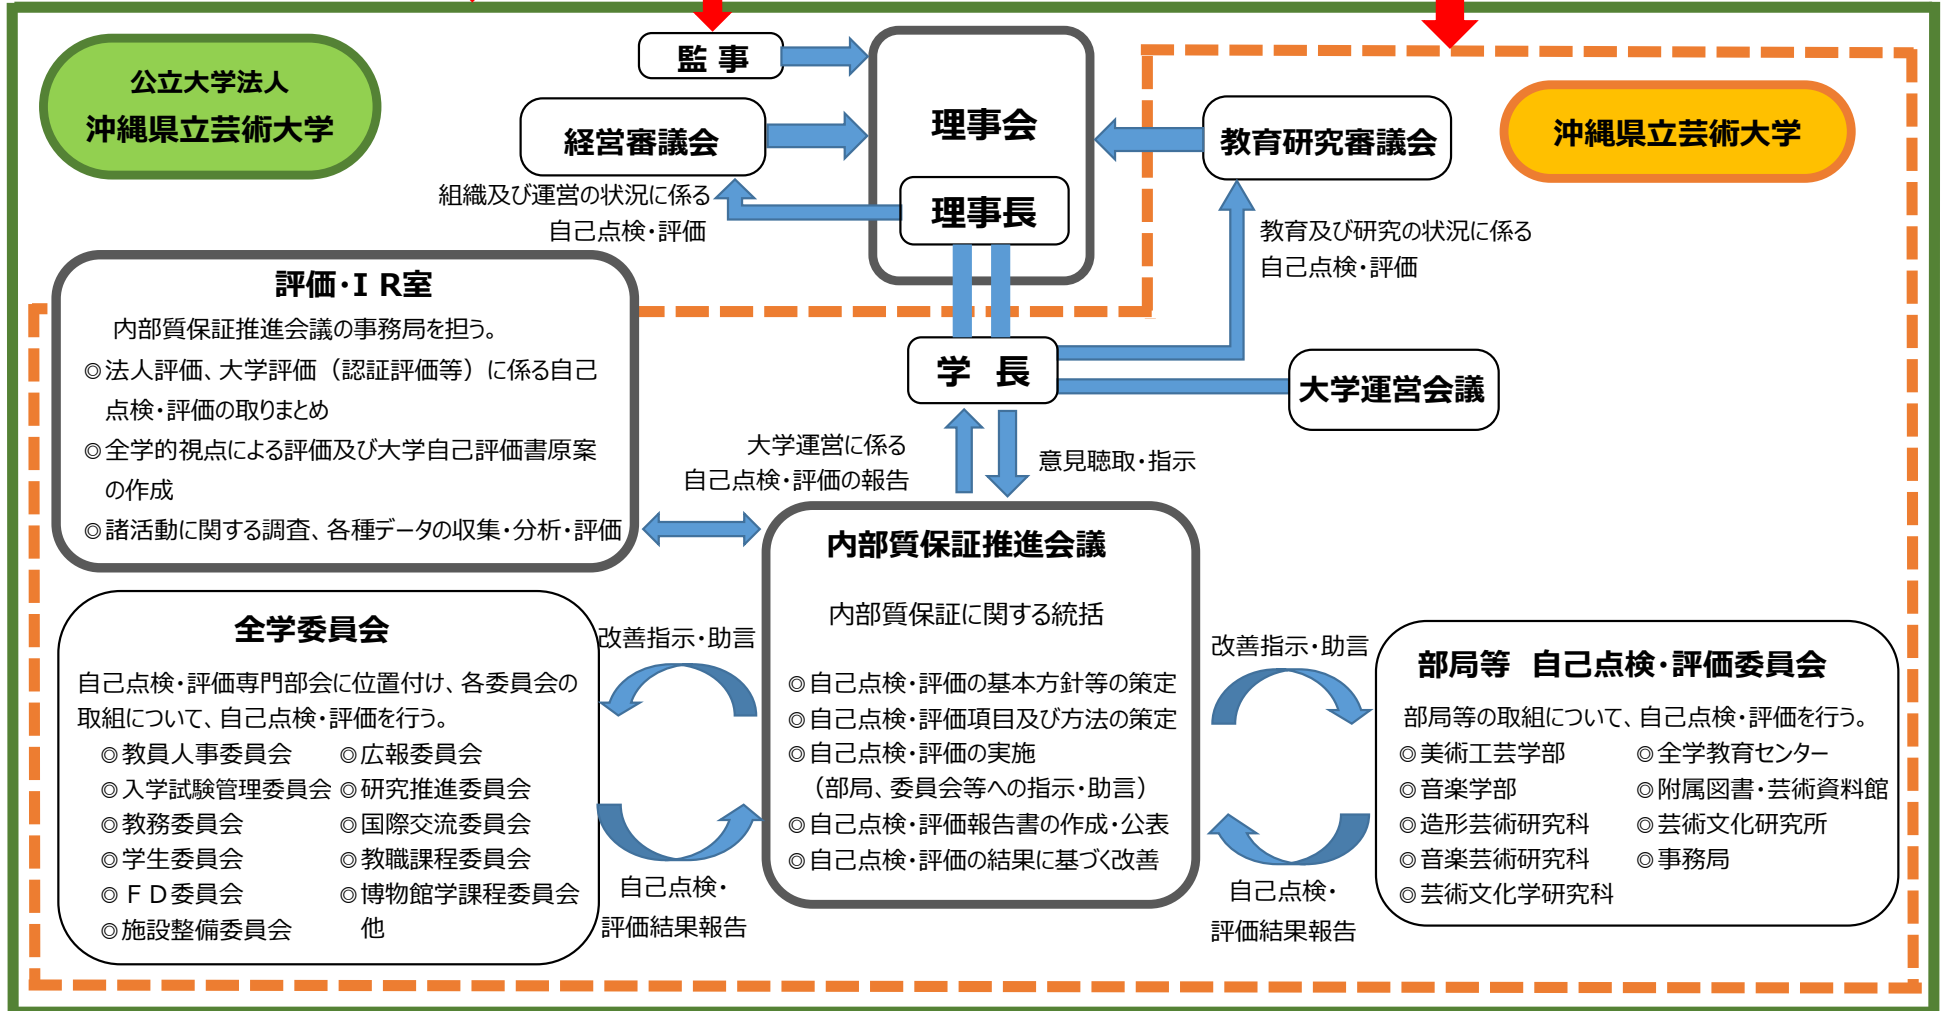 公立大学法人
沖縄県立芸術大学
監 事
理事会
経営審議会
教育研究審議会
沖縄県立芸術大学
組織及び運営の状況に係る
自己点検・評価
理事長
教育及び研究の状況に係る
自己点検・評価
評価・ＩＲ室
内部質保証推進会議の事務局を担う。
◎法人評価、大学評価（認証評価等）に係る自己
点検・評価の取りまとめ
◎全学的視点による評価及び大学自己評価書原案
の作成
◎諸活動に関する調査、各種データの収集・分析・評価
学 長
大学運営会議
大学運営に係る
自己点検・評価の報告
意見聴取・指示
内部質保証推進会議
内部質保証に関する統括
◎自己点検・評価の基本方針等の策定
◎自己点検・評価項目及び方法の策定
◎自己点検・評価の実施
（部局、委員会等への指示・助言）
◎自己点検・評価報告書の作成・公表
◎自己点検・評価の結果に基づく改善
全学委員会
自己点検・評価専門部会に位置付け、各委員会の
取組について、自己点検・評価を行う。
◎教員人事委員会
◎入学試験管理委員会
◎教務委員会
◎学生委員会
◎ＦＤ委員会
◎施設整備委員会
◎広報委員会
◎研究推進委員会
◎国際交流委員会
◎教職課程委員会
◎博物館学課程委員会
他
改善指示・助言
自己点検・
評価結果報告
改善指示・助言
自己点検・
評価結果報告
部局等 自己点検・評価委員会
部局等の取組について、自己点検・評価を行う。
◎美術工芸学部
◎音楽学部
◎造形芸術研究科
◎音楽芸術研究科
◎芸術文化学研究科
◎全学教育センター
◎附属図書・芸術資料館
◎芸術文化研究所
◎事務局